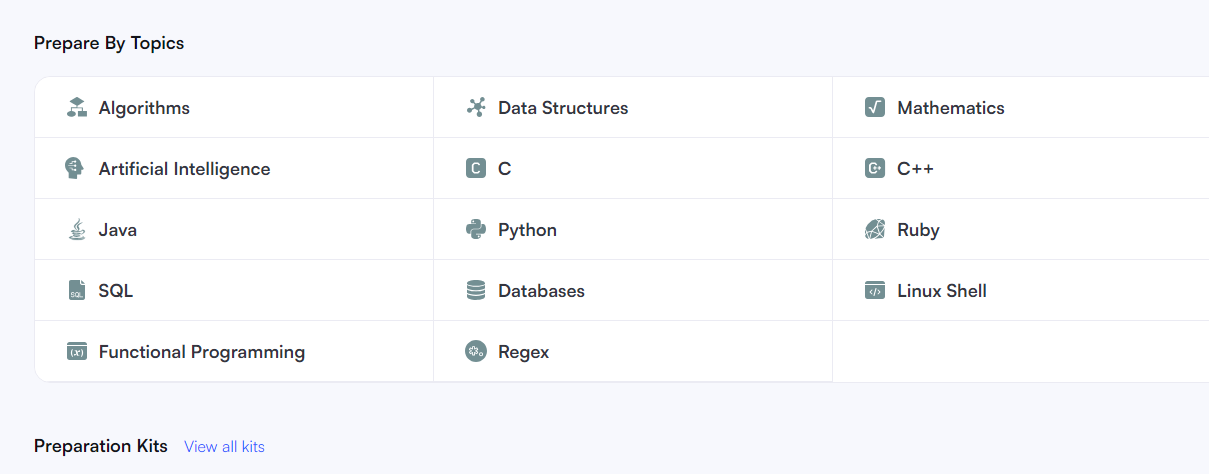 Prepare By Topics
Algorithms
Data Structures
Mathematics
Artificial Intelligence
C
C++
Java
Python
Ruby
SQL
Databases
Linux Shell
Functional Programming
Regex
Preparation Kits View all kits